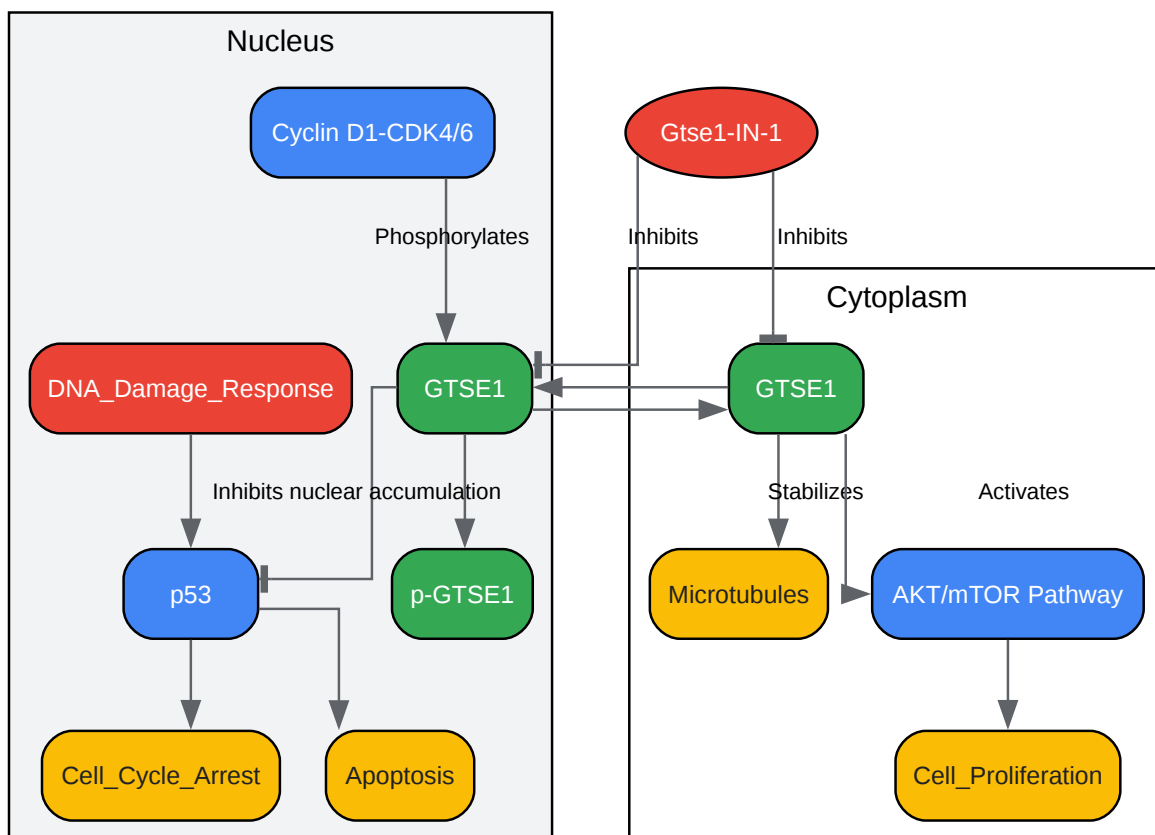 Nucleus
Cyclin D1-CDK4/6
Gtse1-IN-1
Phosphorylates
Inhibits
Inhibits
Cytoplasm
DNA_Damage_Response
GTSE1
GTSE1
Inhibits nuclear accumulation
Stabilizes
Activates
p53
p-GTSE1
Microtubules
AKT/mTOR Pathway
Cell_Cycle_Arrest
Apoptosis
Cell_Proliferation